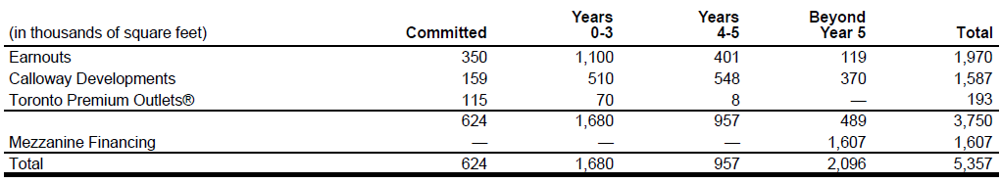 Years Years Beyond
(in thousands of square feet) Committed 0-3 4-5 Year 5 Total
Earnouts 350 1,100 401 119 1,970
Calloway Developments 159 510 548 370 1,587
Toronto Premium Outlets® 115 70 8 — 193
624 1,680 957 489 3,750
Mezzanine Financing — — — 1,607 1,607
Total 624 1,680 957 2,096 5,357